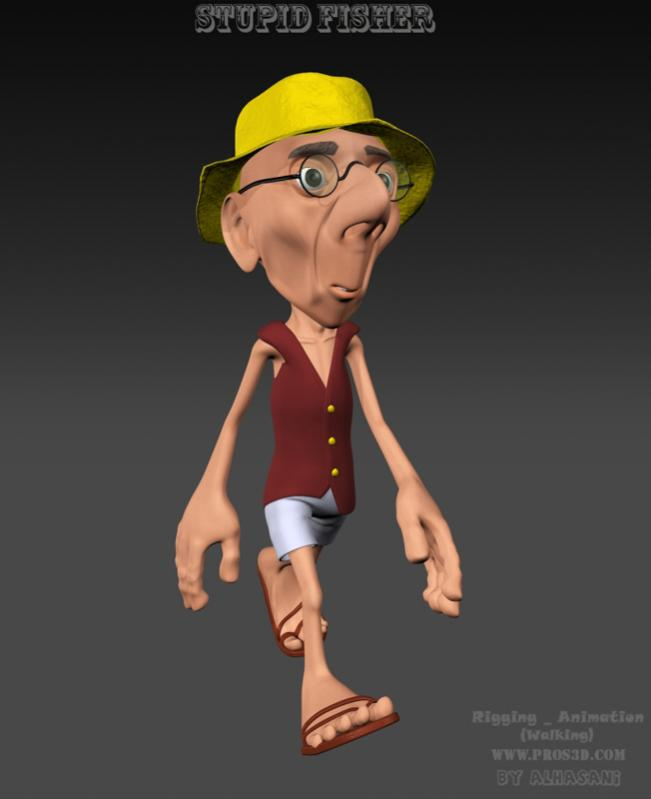 STUPID FISHER
Rigging _ Animation
(Walking)
WWW.PROS3D.COM
BY ALHASANi